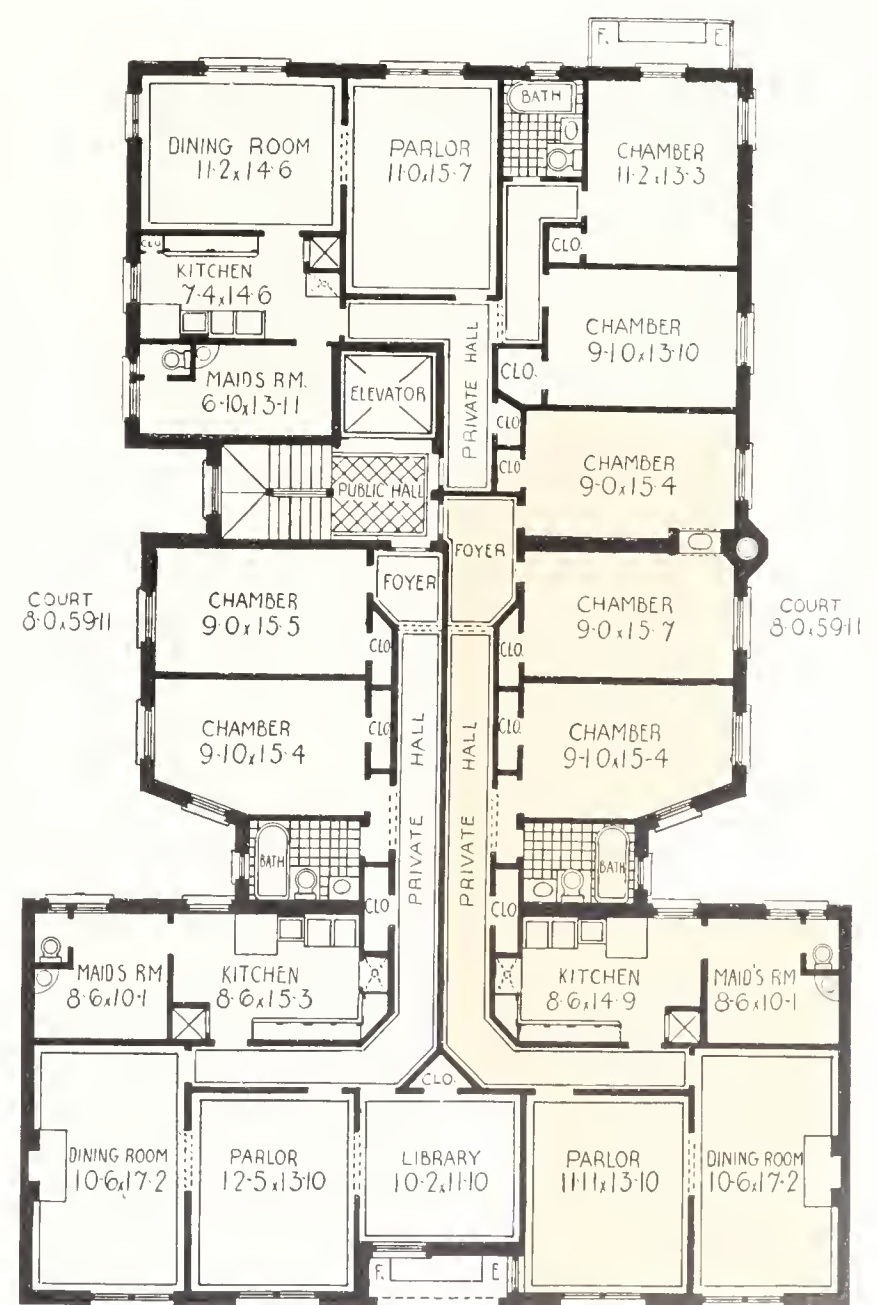 F. E.
BATH
DINING ROOM
11·2x14·6
PARLOR
11·0x15·7
CHAMBER
11·2x13·3
CLO
CLO.
KITCHEN
7·4x14·6
CHAMBER
9·10x13·10
CLO.
MAIDS RM.
6·10x13·11
ELEVATOR
PRIVATE HALL
CLO
CLO
CHAMBER
9·0x15·4
PUBLIC HALL
FOYER
FOYER
COURT
8·0x59·11
CHAMBER
9·0x15·5
CLO.
CLO.
CHAMBER
9·0x15·7
COURT
8·0x59·11
CHAMBER
9·10x15·4
CLO
CLO.
CHAMBER
9-10x15-4
PRIVATE HALL
PRIVATE HALL
BATH
BATH
CLO
CLO
MAIDS RM
8·6x10·1
KITCHEN
8·6x15·3
KITCHEN
8·6x14·9
MAID'S RM
8·6x10-1
CLO.
DINING ROOM
10·6x17·2
PARLOR
12·5x13·10
LIBRARY
10·2x11·10
PARLOR
11·11x13·10
DINING ROOM
10·6x17·2
F. E